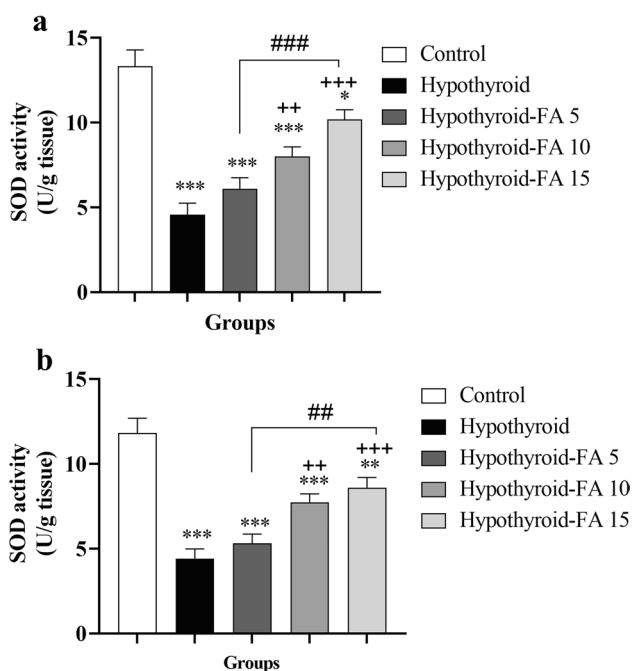 a
15
10
5
0
SOD activity
(U/g tissue)
***
***
++
***
+++
*
###
Groups
Control
Hypothyroid
Hypothyroid-FA 5
Hypothyroid-FA 10
Hypothyroid-FA 15
b
15
10
5
0
SOD activity
(U/g tissue)
***
***
++
***
+++
**
##
Groups
Control
Hypothyroid
Hypothyroid-FA 5
Hypothyroid-FA 10
Hypothyroid-FA 15